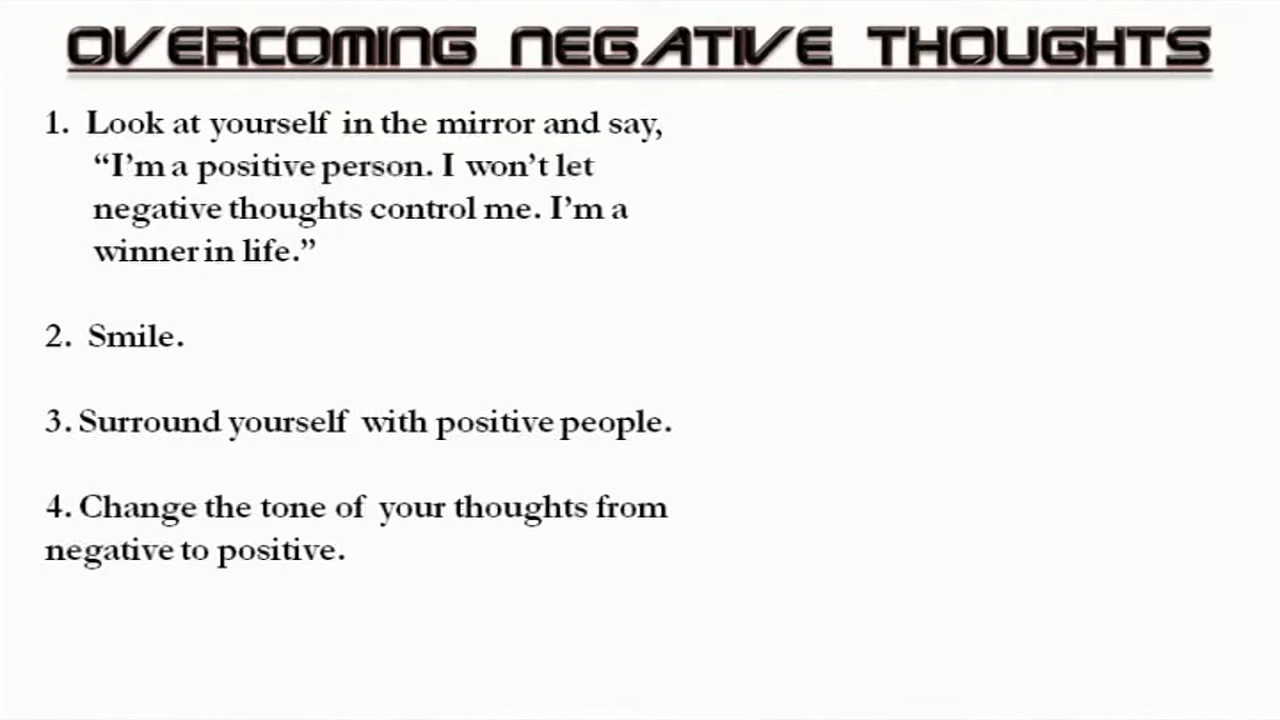 OVERCOMING NEGATIVE THOUGHTS
1. Look at yourself in the mirror and say,
“I’m a positive person. I won’t let
negative thoughts control me. I’m a
winner in life.”
2. Smile.
3. Surround yourself with positive people.
4. Change the tone of your thoughts from
negative to positive.